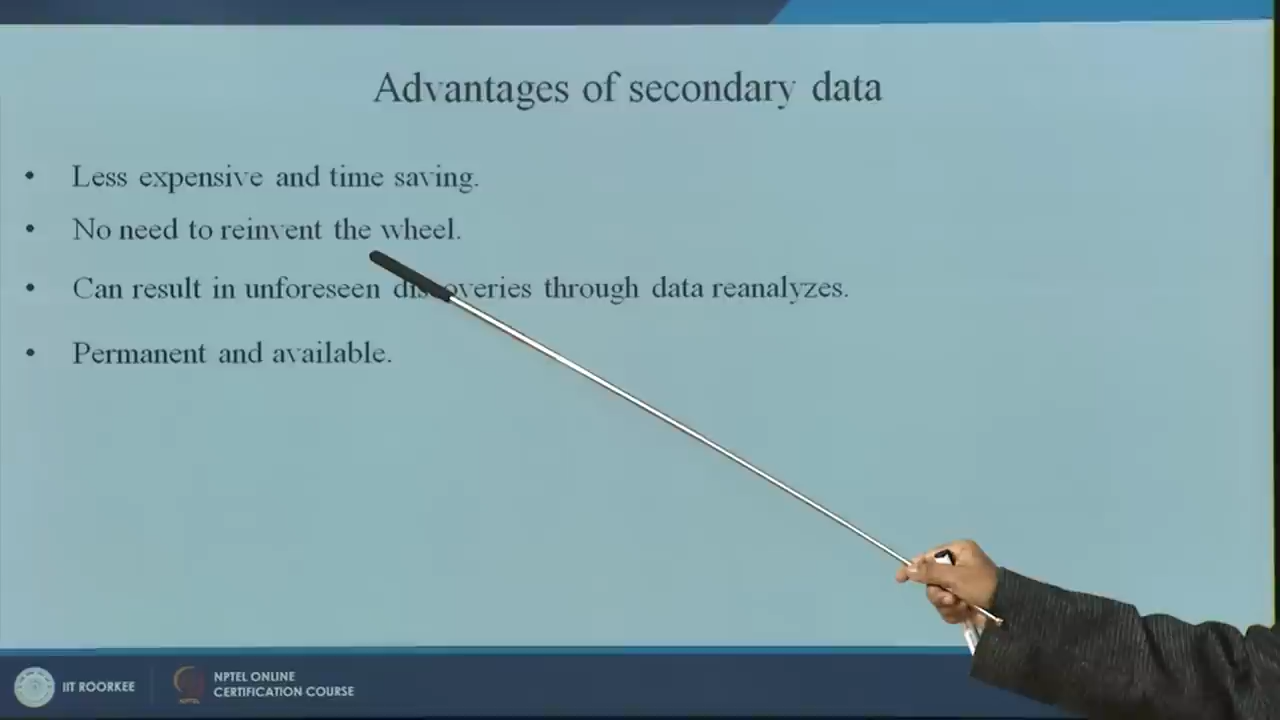 Advantages of secondary data
• Less expensive and time saving.
• No need to reinvent the wheel.
• Can result in unforeseen discoveries through data reanalyzes.
• Permanent and available.
IIT ROORKEE
NPTEL ONLINE
CERTIFICATION COURSE